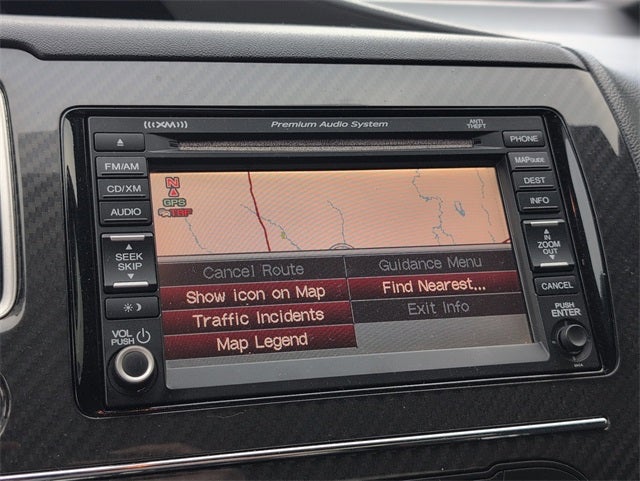 (((XM)))
Premium Audio System
ANTI THEFT
FM/AM
CD/XM
AUDIO
SEEK
SKIP
VOL
PUSH
N
GPS
TRF
Cancel Route
Guidance Menu
Show icon on Map
Find Nearest...
Traffic Incidents
Exit Info
Map Legend
PHONE
MAPGUIDE
DEST
INFO
IN
ZOOM
OUT
CANCEL
PUSH
ENTER